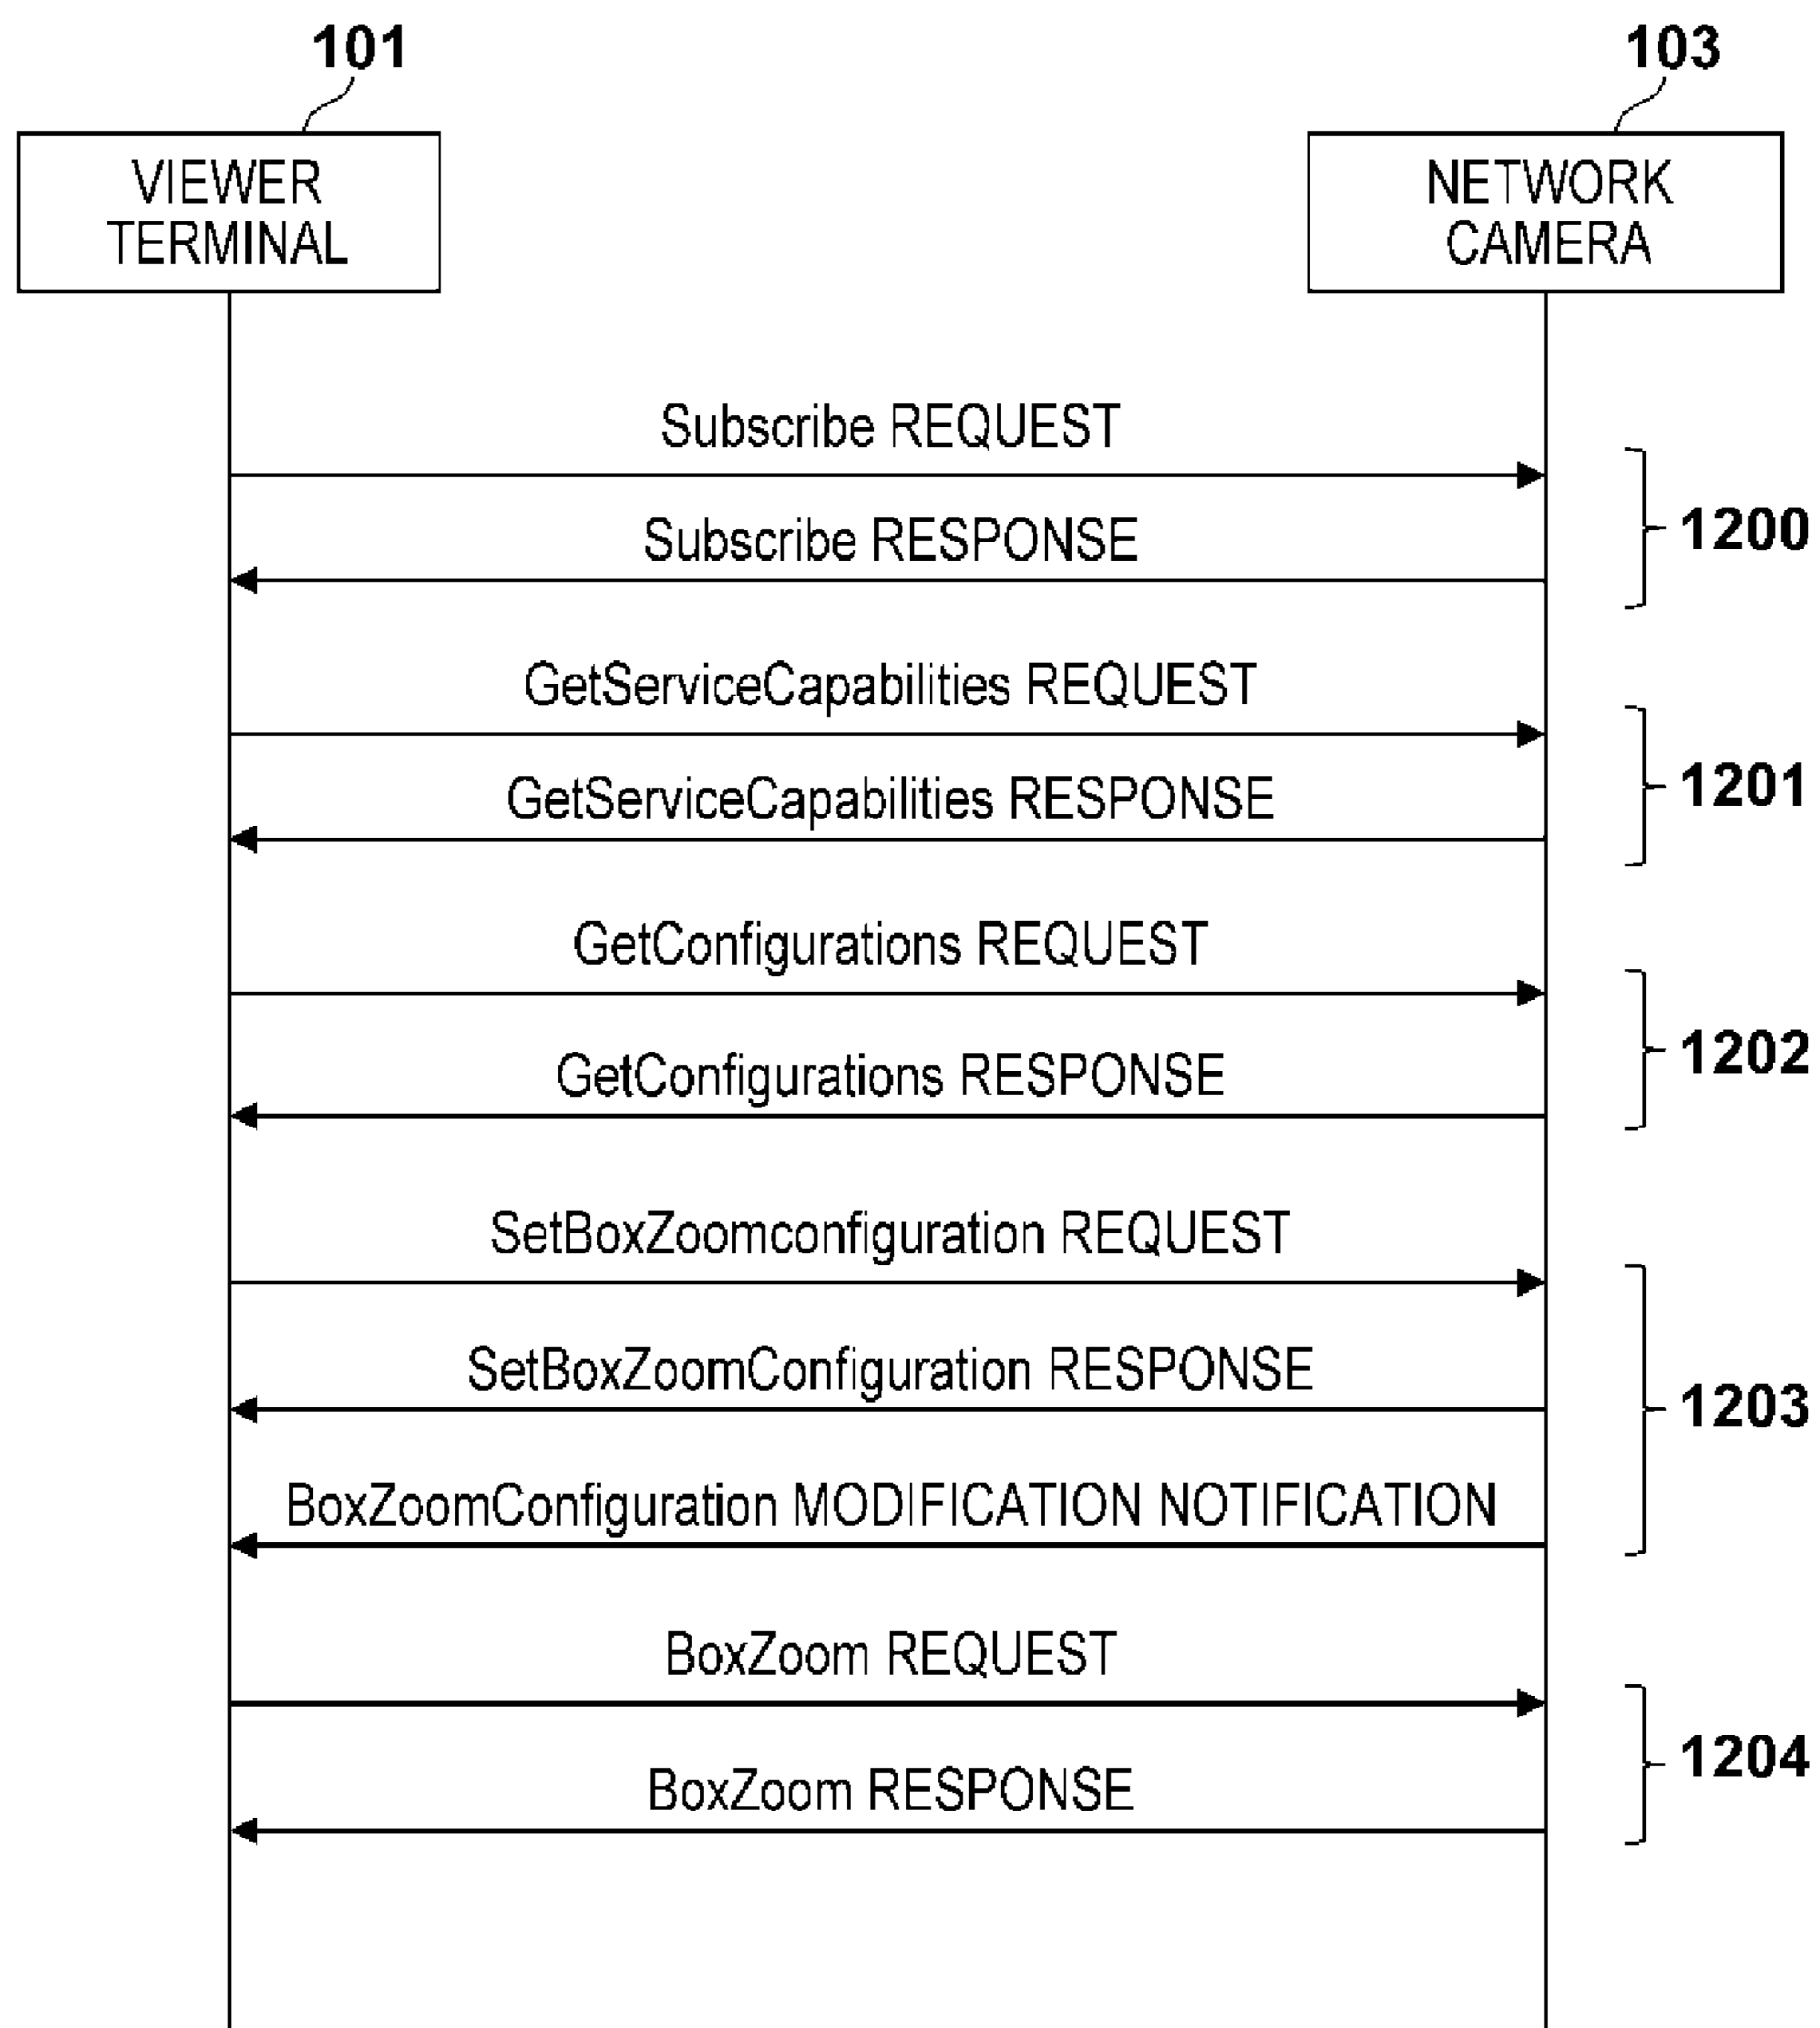 101
103
VIEWER
TERMINAL
NETWORK
CAMERA
Subscribe REQUEST
1200
Subscribe RESPONSE
GetServiceCapabilities REQUEST
1201
GetServiceCapabilities RESPONSE
GetConfigurations REQUEST
1202
GetConfigurations RESPONSE
SetBoxZoomconfiguration REQUEST
SetBoxZoomConfiguration RESPONSE
1203
BoxZoomConfiguration MODIFICATION NOTIFICATION
BoxZoom REQUEST
1204
BoxZoom RESPONSE